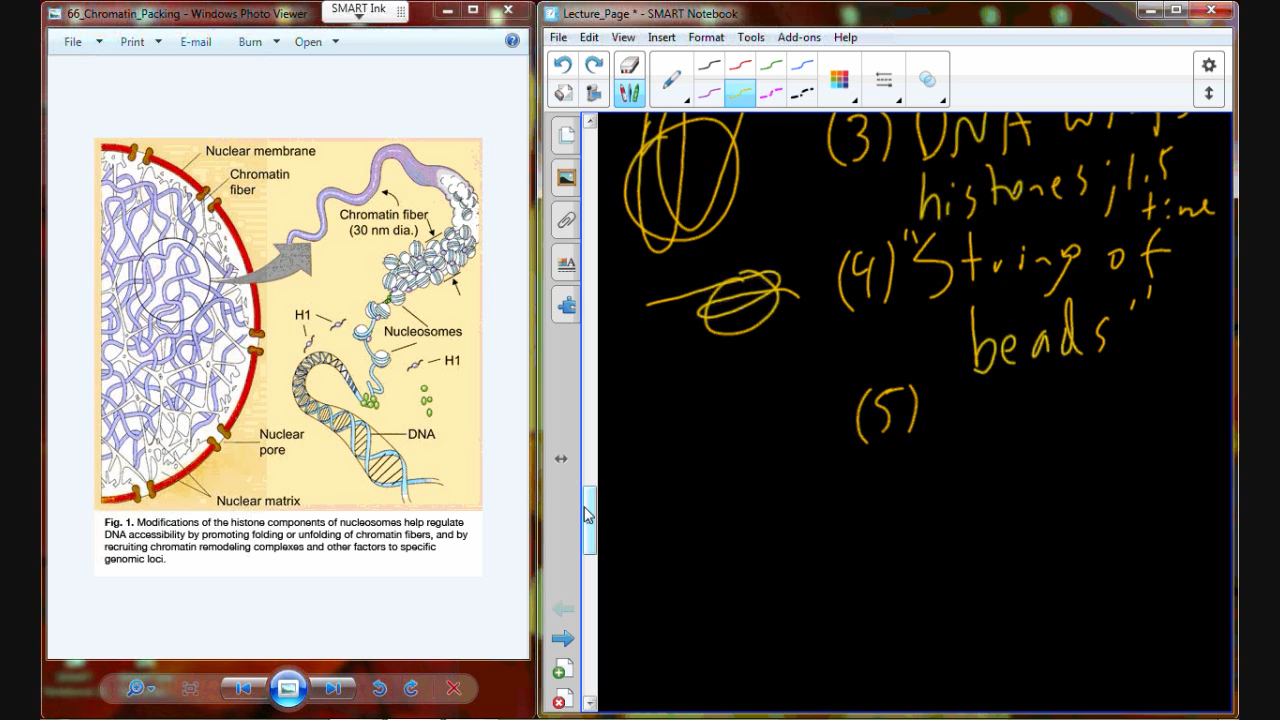 66_Chromatin_Packing - Windows Photo Viewer
SMART Ink
File Print E-mail Burn Open
Nuclear membrane
Chromatin
fiber
Chromatin fiber
(30 nm dia.)
H1
Nucleosomes
H1
DNA
Nuclear
pore
Nuclear matrix
Fig. 1. Modifications of the histone components of nucleosomes help regulate
DNA accessibility by promoting folding or unfolding of chromatin fibers, and by
recruiting chromatin remodeling complexes and other factors to specific
genomic loci.
Lecture_Page * - SMART Notebook
File Edit View Insert Format Tools Add-ons Help
(3) DNA
histones; 1.5
time
(4) "String of
beads"
(5)